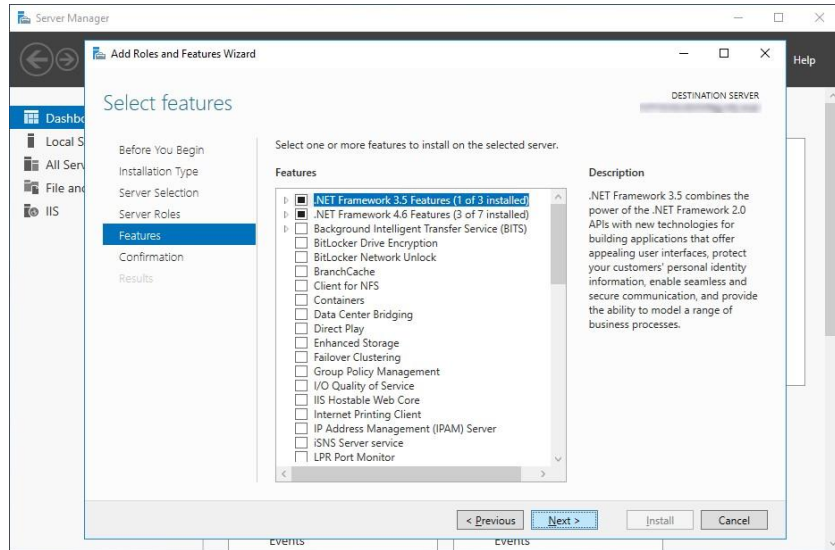 Server Manager
Help
Dashbo
Local S
All Serv
File and
IIS
Add Roles and Features Wizard
Select features
DESTINATION SERVER
Before You Begin
Installation Type
Server Selection
Server Roles
Features
Confirmation
Results
Select one or more features to install on the selected server.
Features
.NET Framework 3.5 Features (1 of 3 installed)
.NET Framework 4.6 Features (3 of 7 installed)
Background Intelligent Transfer Service (BITS)
BitLocker Drive Encryption
BitLocker Network Unlock
BranchCache
Client for NFS
Containers
Data Center Bridging
Direct Play
Enhanced Storage
Failover Clustering
Group Policy Management
I/O Quality of Service
IIS Hostable Web Core
Internet Printing Client
IP Address Management (IPAM) Server
iSNS Server service
LPR Port Monitor
Description
.NET Framework 3.5 combines the
power of the .NET Framework 2.0
APIs with new technologies for
building applications that offer
appealing user interfaces, protect
your customers' personal identity
information, enable seamless and
secure communication, and provide
the ability to model a range of
business processes.
< Previous
Next >
Install
Cancel
Events
Events